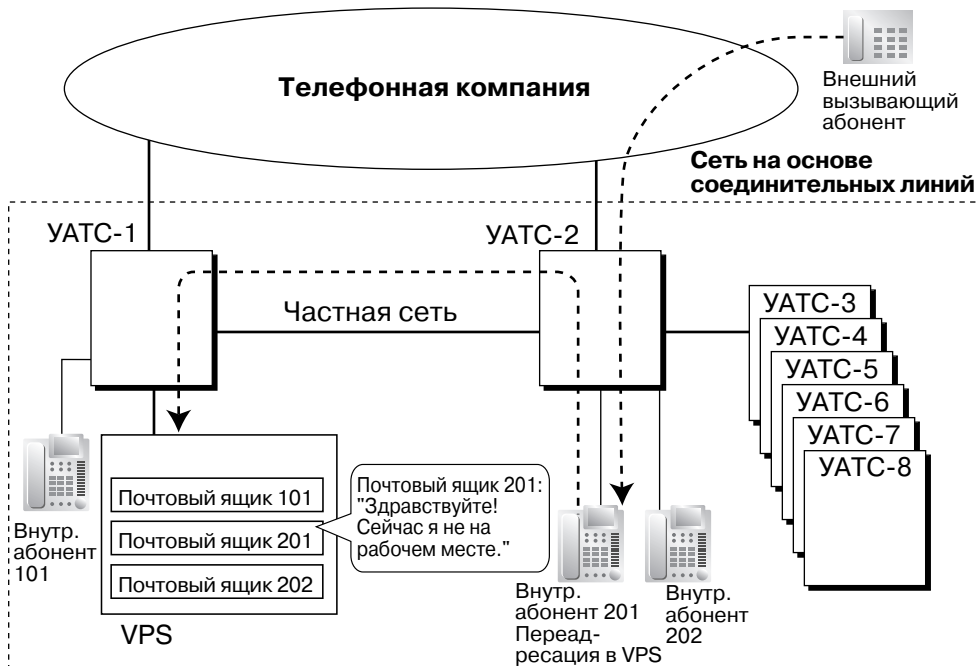 Телефонная компания
Внешний
вызывающий
абонент
Сеть на основе
соединительных линий
УАТС-1
УАТС-2
Частная сеть
УАТС-3
УАТС-4
УАТС-5
УАТС-6
УАТС-7
УАТС-8
Внутр.
абонент
101
Почтовый ящик 101
Почтовый ящик 201
Почтовый ящик 202
VPS
Почтовый ящик 201:
"Здравствуйте!
Сейчас я не на
рабочем месте."
Внутр.
абонент 201
Переад-
ресация в VPS
Внутр.
абонент
202